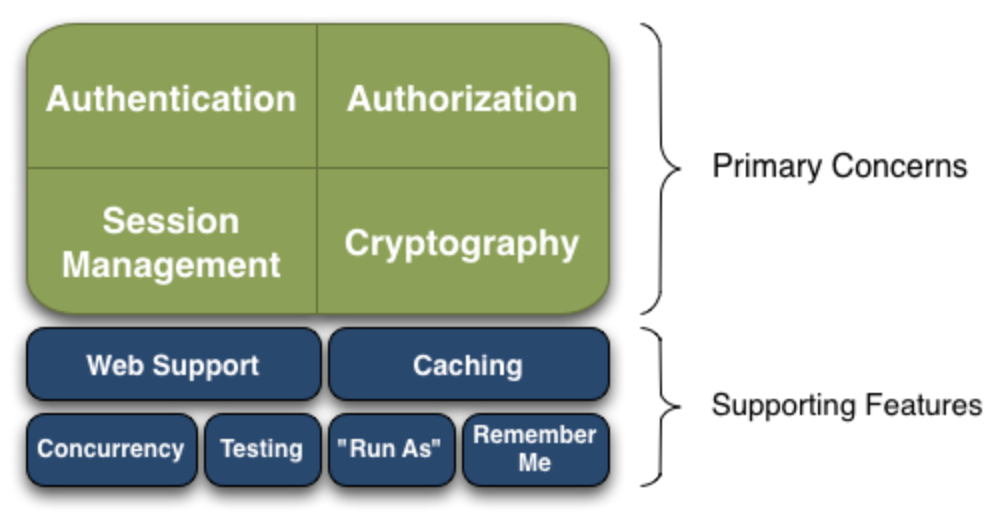 Authentication
Authorization
Session
Management
Cryptography
Primary Concerns
Web Support
Caching
Concurrency
Testing
"Run As"
Remember
Me
Supporting Features